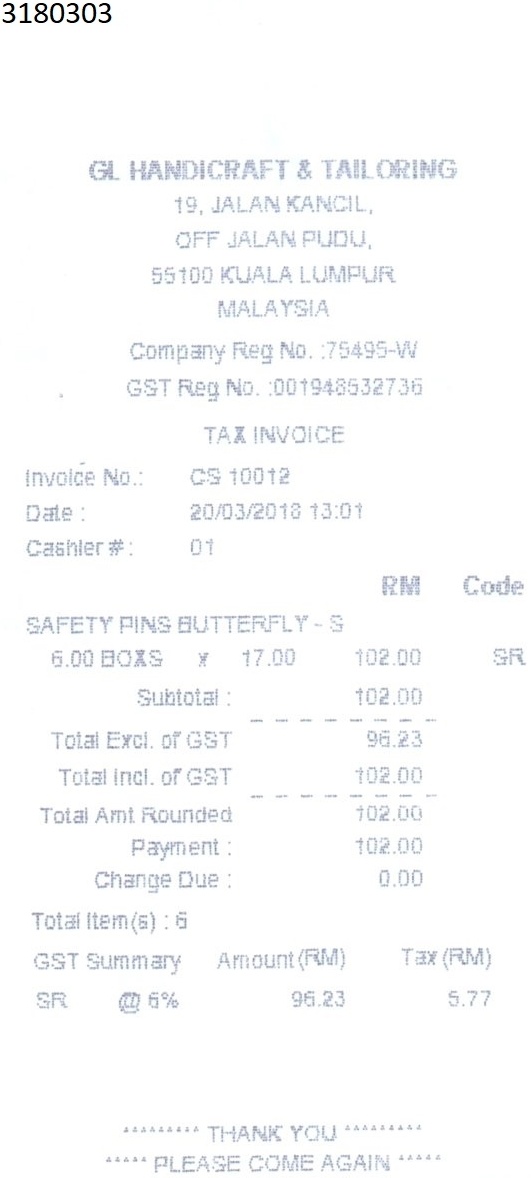 3180303
GL HANDICRAFT & TAILORING
19, JALAN KANCIL,
OFF JALAN PUDU,
55100 KUALA LUMPUR
MALAYSIA
Company Reg No. :75495-W
GST Reg No. :001948532736
TAX INVOICE
Invoice No.: CS 10012
Date : 20/03/2018 13:01
Cashier # : 01
RM Code
SAFETY PINS BUTTERFLY - S
6.00 BOXS x 17.00 102.00 SR
Subtotal : 102.00
Total Excl. of GST 96.23
Total Incl. of GST 102.00
Total Amt Rounded 102.00
Payment : 102.00
Change Due : 0.00
Total Item(s) : 6
GST Summary Amount(RM) Tax (RM)
SR @ 6% 96.23 5.77
********* THANK YOU *********
***** PLEASE COME AGAIN *****